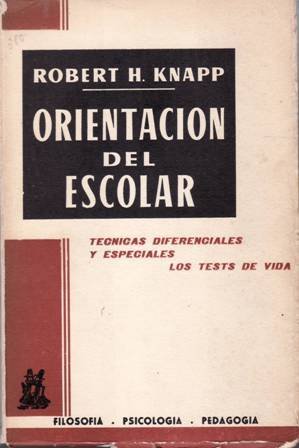 ROBERT H. KNAPP
ORIENTACION
DEL
ESCOLAR
TECNICAS DIFERENCIALES
Y ESPECIALES
LOS TESTS DE VIDA
FILOSOFIA . PSICOLOGIA . PEDAGOGIA